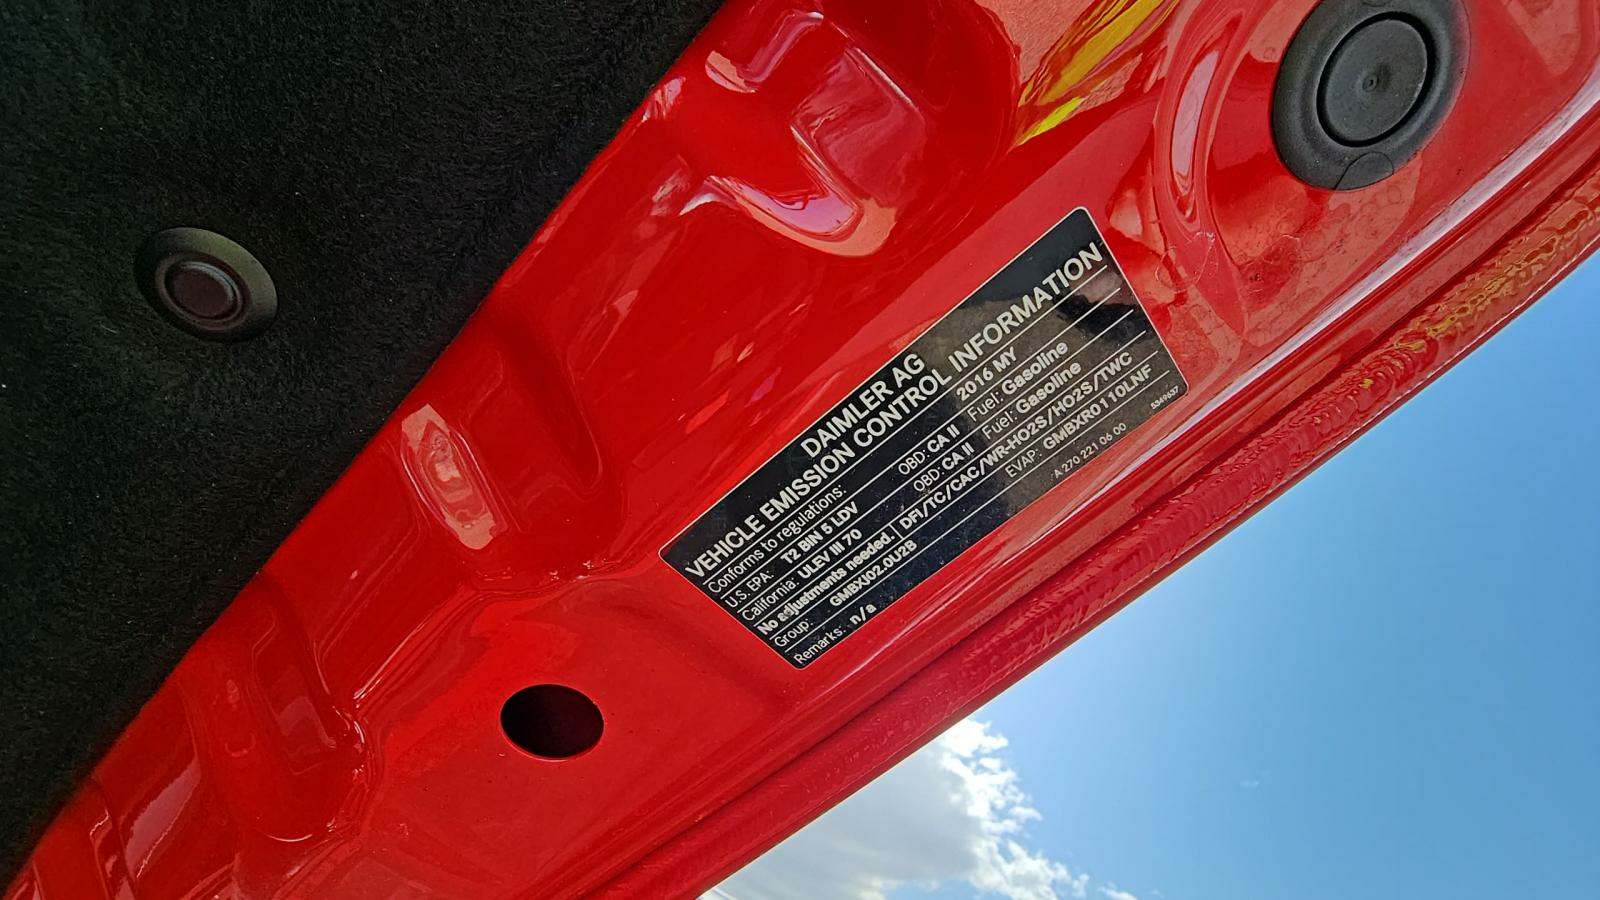 DAIMLER AG
VEHICLE EMISSION CONTROL INFORMATION
Conforms to regulations: 2016 MY
U.S. EPA: T2 BIN 5 LDV OBD: CA II Fuel: Gasoline
California: ULEV III 70 OBD: CA II Fuel: Gasoline
No adjustments needed. DFI/TC/CAC/WR-HO2S/HO2S/TWC
Group: GMBXJ02.0U2B EVAP: GMBXR0110LNF
Remarks: n/a A 270 221 06 00